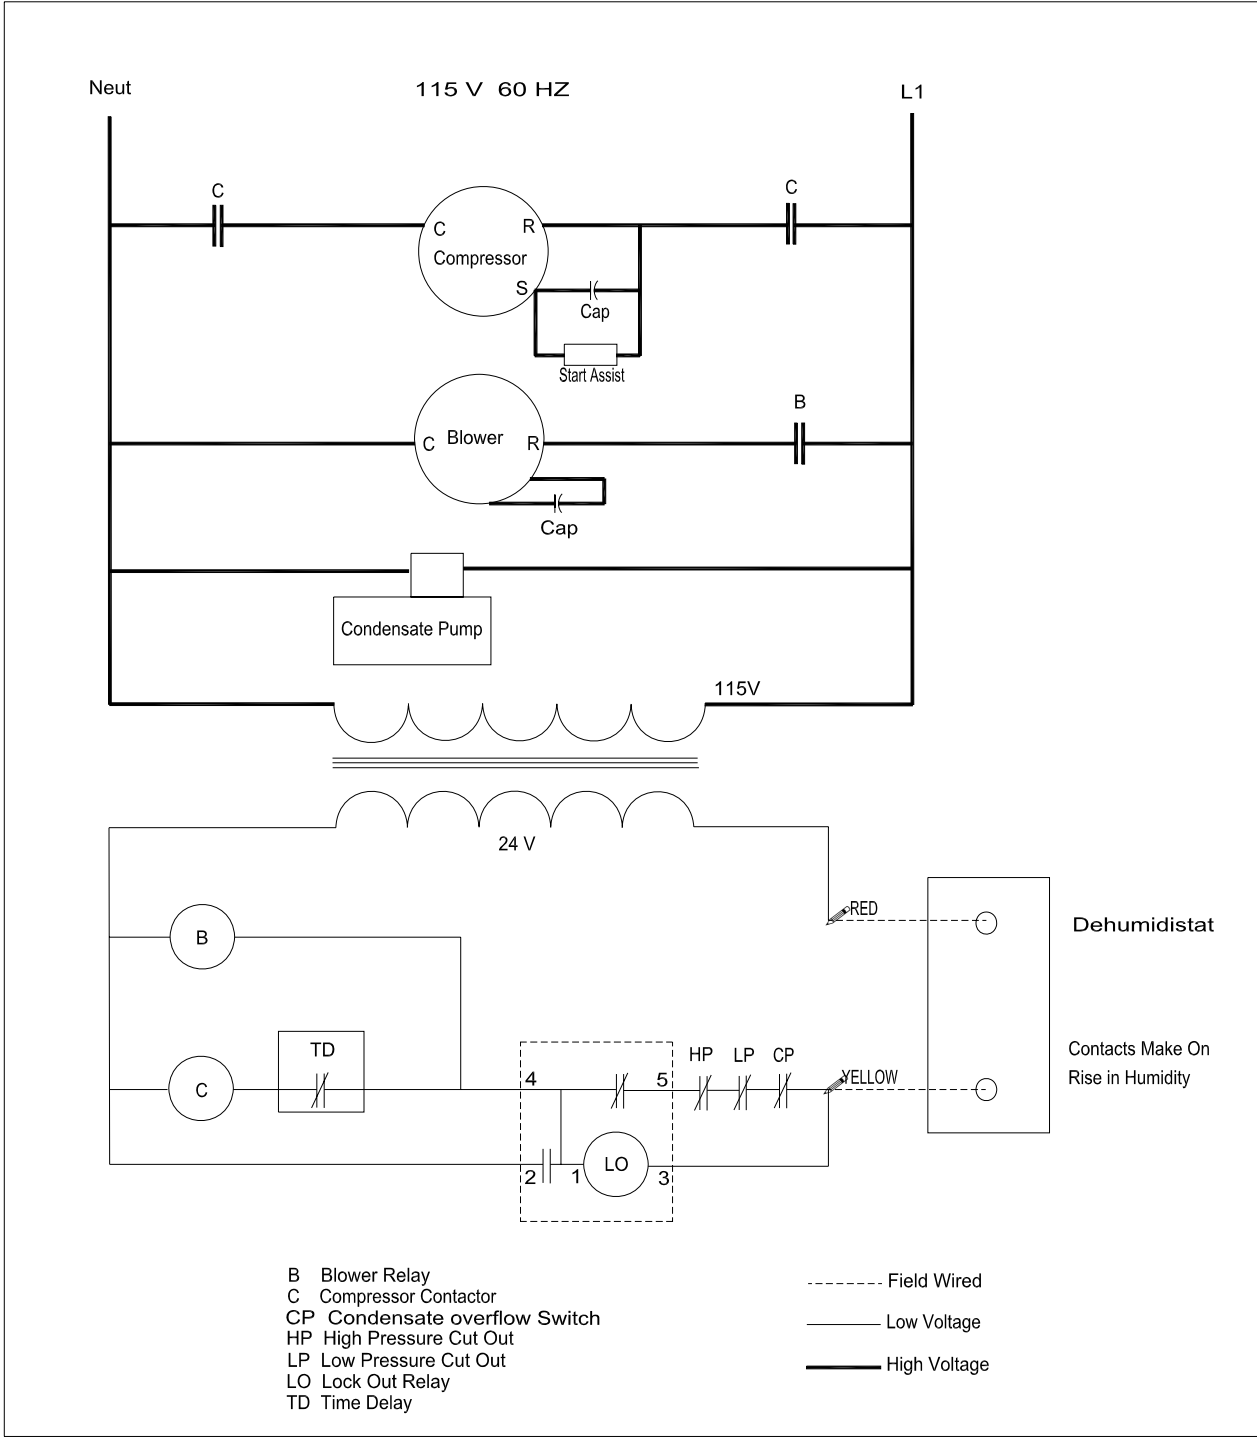 Neut
115 V 60 HZ
L1
C
C
C
R
Compressor
S
Cap
Start Assist
B
C
Blower
R
Cap
Condensate Pump
115V
24 V
RED
B
Dehumidistat
TD
HP
LP
CP
Contacts Make On
Rise in Humidity
C
4
5
YELLOW
2
1
LO
3
B Blower Relay
C Compressor Contactor
CP Condensate overflow Switch
HP High Pressure Cut Out
LP Low Pressure Cut Out
LO Lock Out Relay
TD Time Delay
Field Wired
Low Voltage
High Voltage